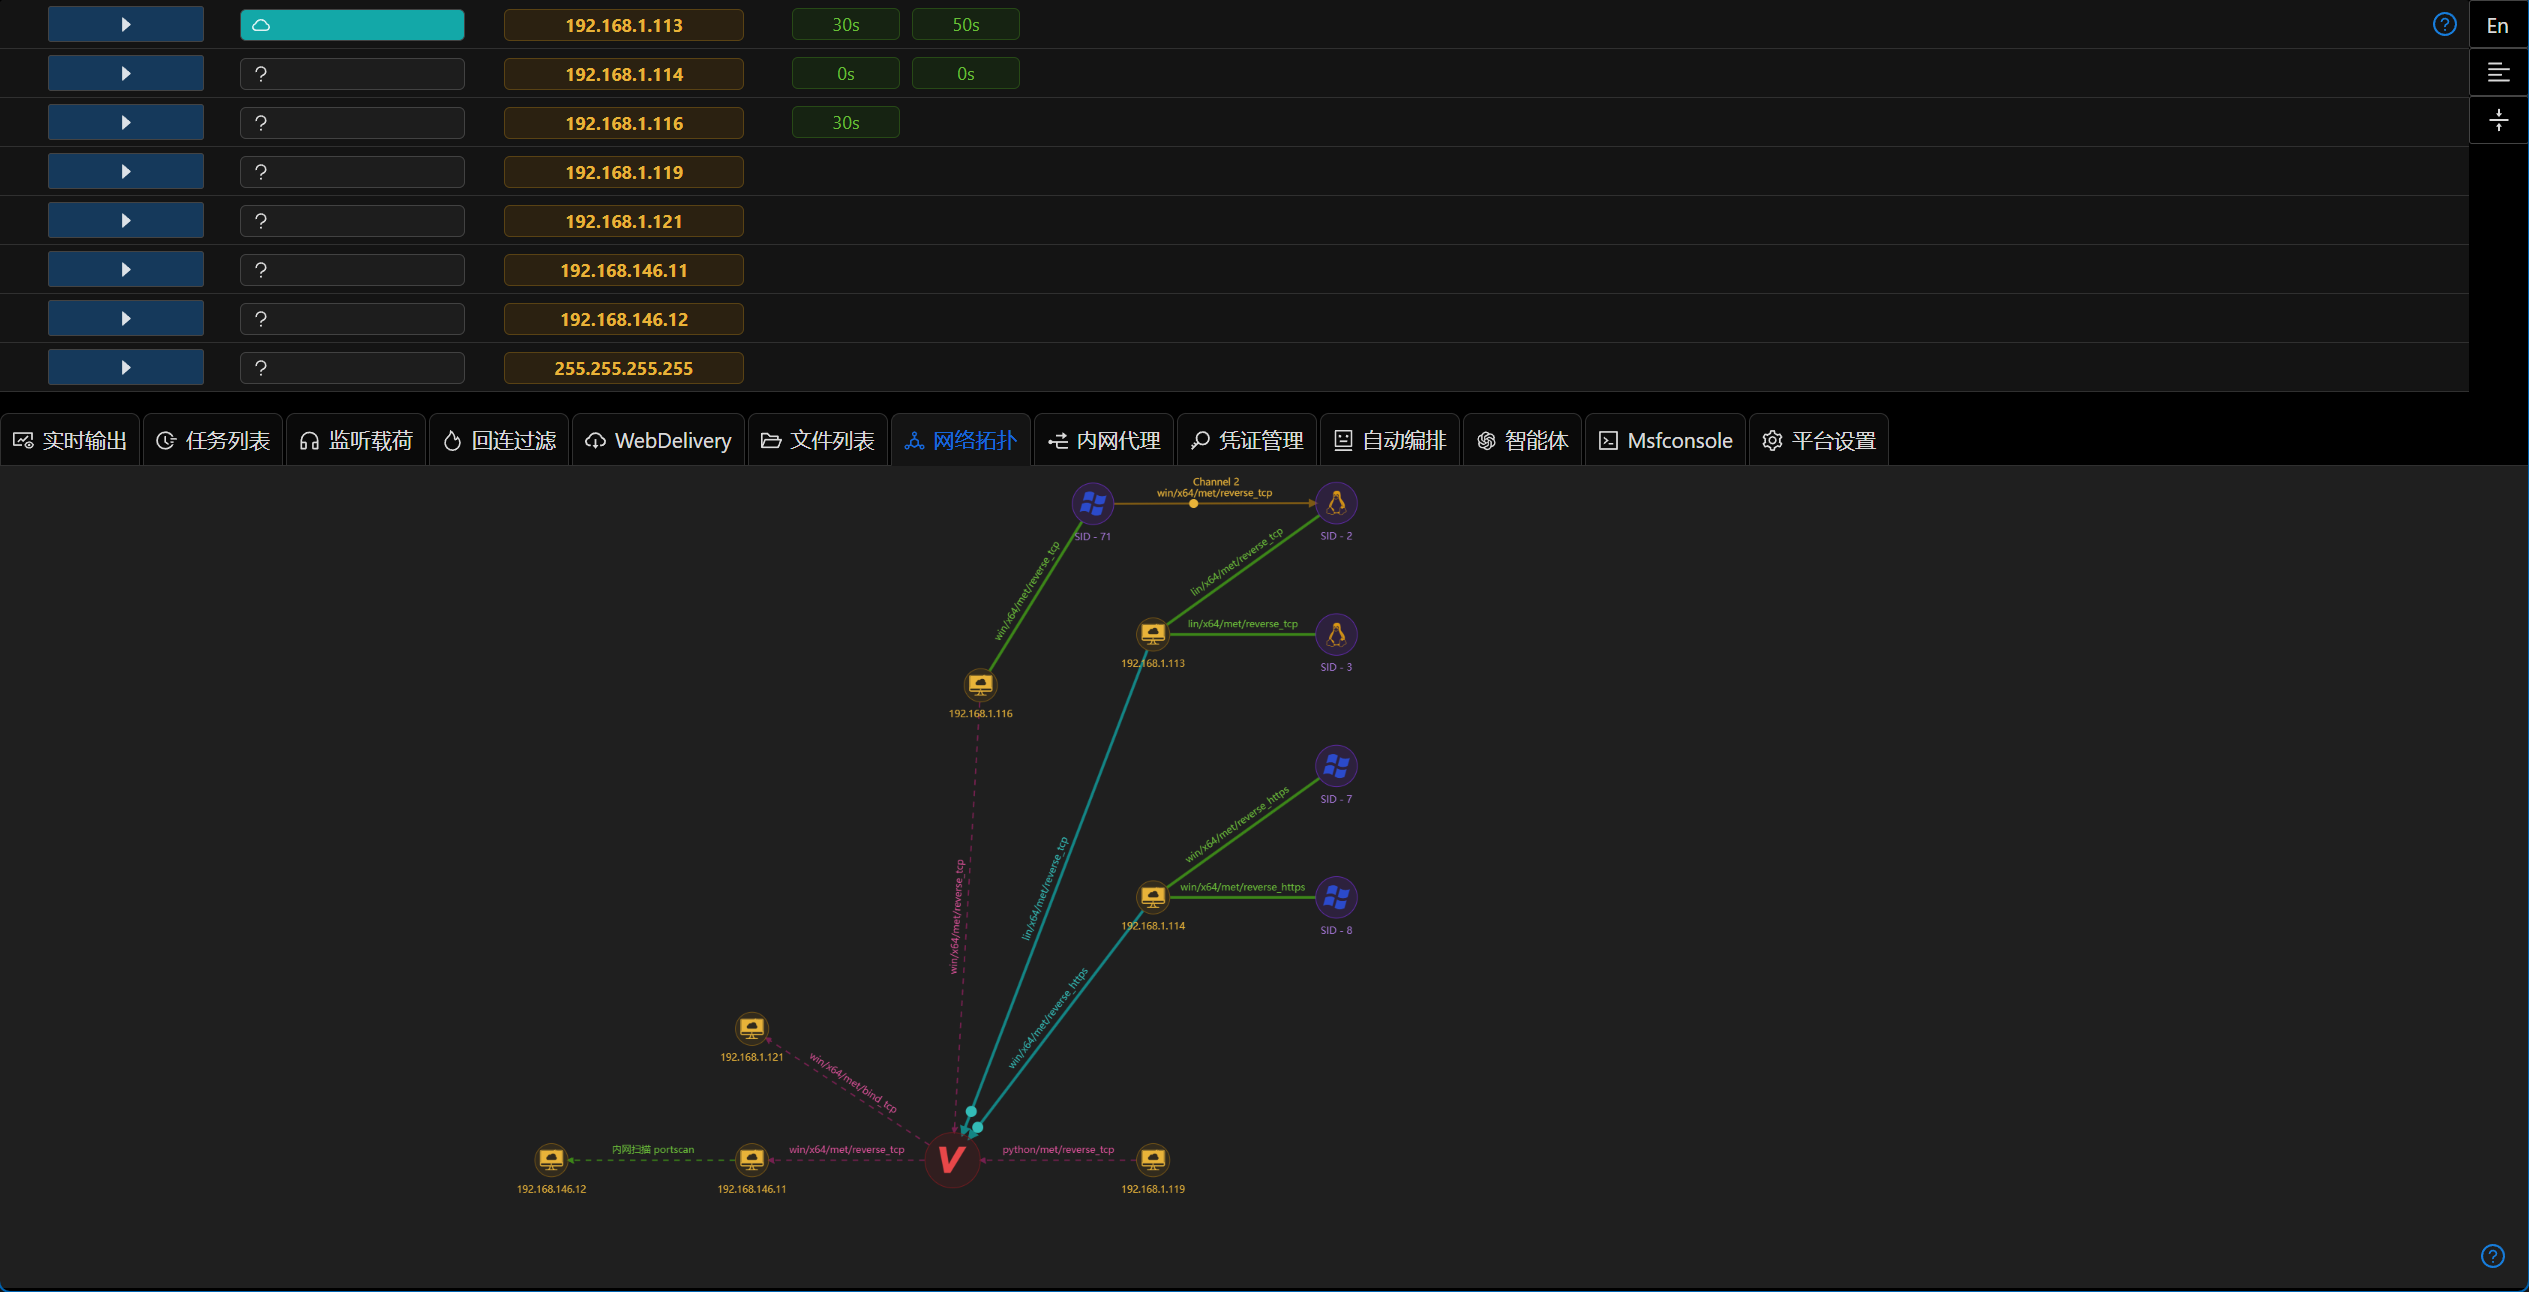 192.168.1.113 30s 50s En
? 192.168.1.114 0s 0s
? 192.168.1.116 30s
? 192.168.1.119
? 192.168.1.121
? 192.168.146.11
? 192.168.146.12
? 255.255.255.255
实时输出 任务列表 监听载荷 回连过滤 WebDelivery 文件列表 网络拓扑 内网代理 凭证管理 自动编排 智能体 Msfconsole 平台设置
Channel 2
win/x64/met/reverse_tcp
SID - 71
SID - 2
win/x64/met/reverse_tcp
lin/x64/met/reverse_tcp
lin/x64/met/reverse_tcp
192.168.1.113
SID - 3
192.168.1.116
SID - 7
win/x64/met/reverse_https
win/x64/met/reverse_https
192.168.1.114
SID - 8
win/x64/met/reverse_tcp
lin/x64/met/reverse_tcp
win/x64/met/reverse_https
192.168.1.121
win/x64/met/bind_tcp
内网扫描 portscan
win/x64/met/reverse_tcp
V
python/met/reverse_tcp
192.168.146.12
192.168.146.11
192.168.1.119